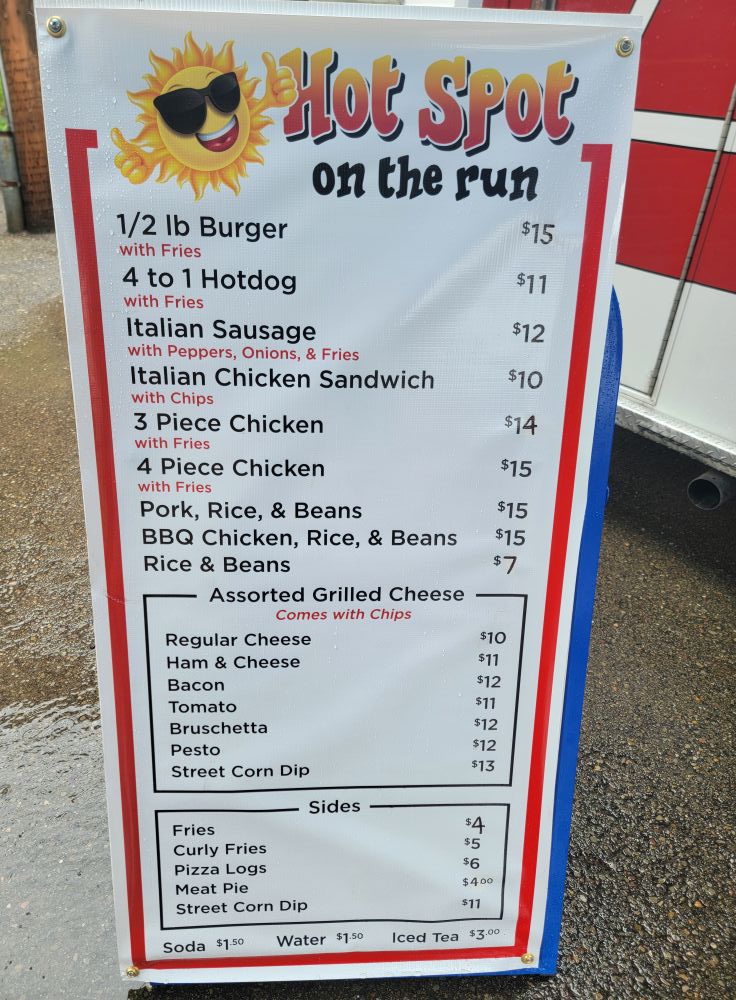 Hot Spot
on the run
1/2 lb Burger $15
with Fries
4 to 1 Hotdog $11
with Fries
Italian Sausage $12
with Peppers, Onions, & Fries
Italian Chicken Sandwich $10
with Chips
3 Piece Chicken $14
with Fries
4 Piece Chicken $15
with Fries
Pork, Rice, & Beans $15
BBQ Chicken, Rice, & Beans $15
Rice & Beans $7
Assorted Grilled Cheese
Comes with Chips
Regular Cheese $10
Ham & Cheese $11
Bacon $12
Tomato $11
Bruschetta $12
Pesto $12
Street Corn Dip $13
Sides
Fries $4
Curly Fries $5
Pizza Logs $6
Meat Pie $4.00
Street Corn Dip $11
Soda $1.50 Water $1.50 Iced Tea $3.00